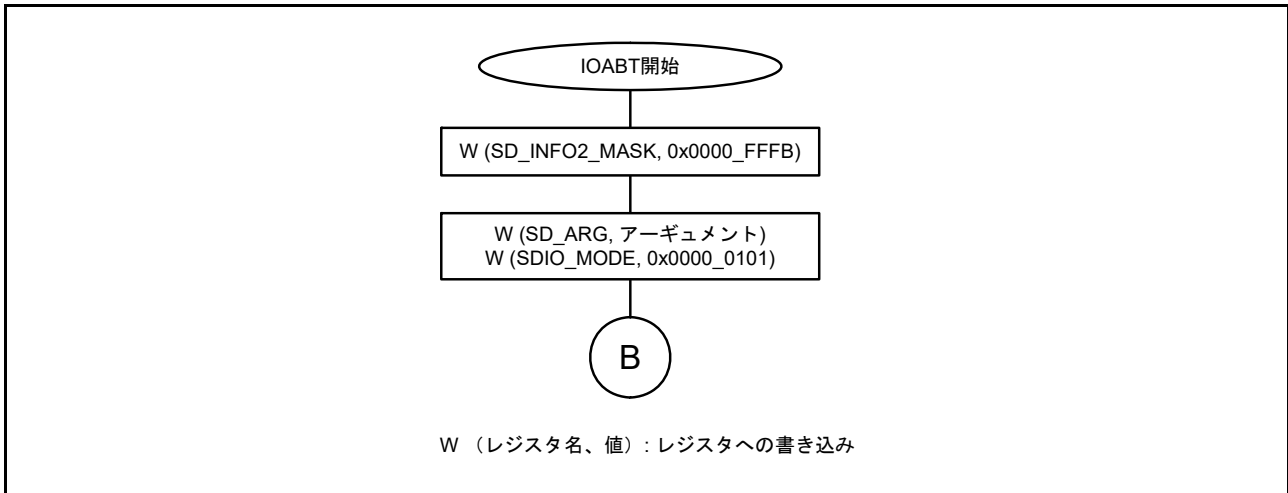 IOABT開始
W (SD_INFO2_MASK, 0x0000_FFFB)
W (SD_ARG, アーギュメント)
W (SDIO_MODE, 0x0000_0101)
B
W （レジスタ名、値）: レジスタへの書き込み